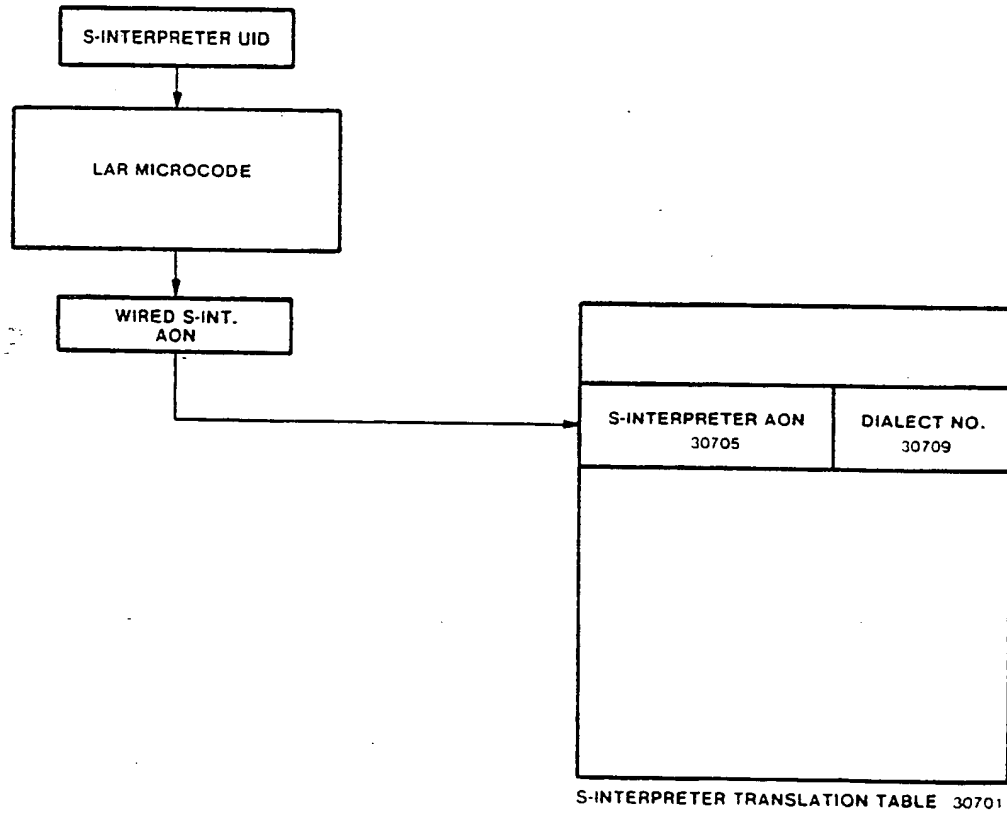 S-INTERPRETER UID
LAR MICROCODE
WIRED S-INT.
AON
S-INTERPRETER AON
30705
DIALECT NO.
30709
S-INTERPRETER TRANSLATION TABLE 30701